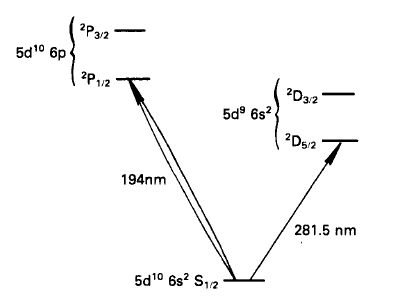 ²P₃/₂
5d¹⁰ 6p
²P₁/₂
²D₃/₂
5d⁹ 6s²
²D₅/₂
194nm
281.5 nm
5d¹⁰ 6s² S₁/₂